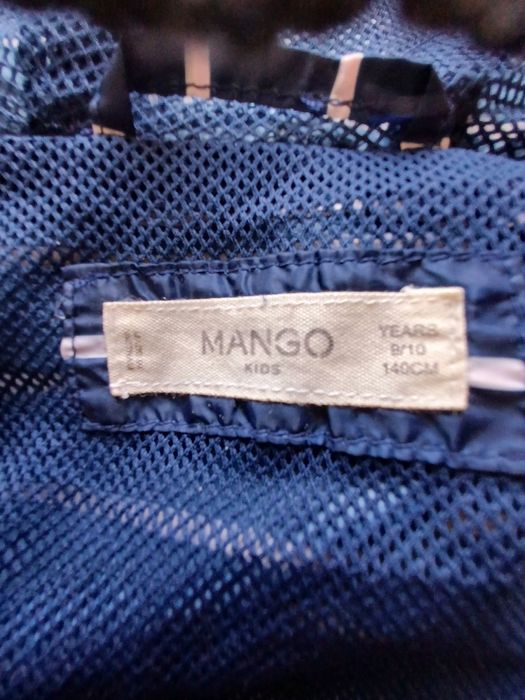 MANGO
KIDS
YEARS
9/10
140CM